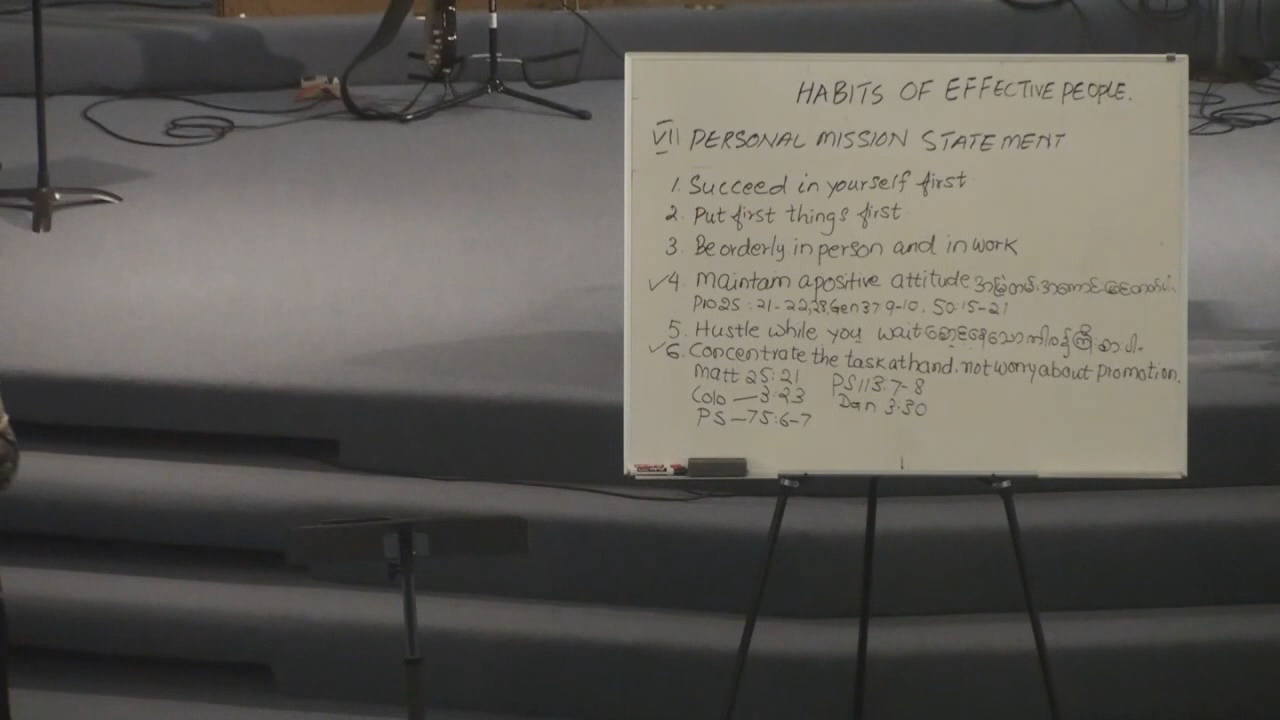 HABITS OF EFFECTIVE PEOPLE.
VII PERSONAL MISSION STATEMENT
1. Succeed in yourself first
2. Put first things first
3. Be orderly in person and in work
✓4. Maintain a positive attitude
Pro 25:21-22,28, Gen 37 9-10. 50:15-21
5. Hustle while you wait
✓6. Concentrate the task at hand. not worry about promotion.
Matt 25:21 PS 113:7-8
Colo — 3:23 Dan 3:30
PS — 75:6-7